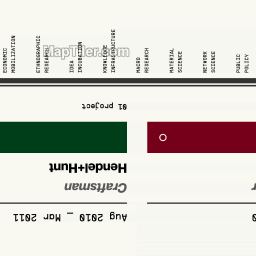 ECONOMIC
MOBILIZATION
ETHNOGRAPHIC
RESEARCH
IDEA
INCUBATION
KNOWLEDGE
INFRASTRUCTURE
MACRO
RESEARCH
MATERIAL
SCIENCE
NETWORK
SCIENCE
PUBLIC
POLICY
MapTiler.com
01 project
Hendel+Hunt
Craftsman
Aug 2010 – Mar 2011